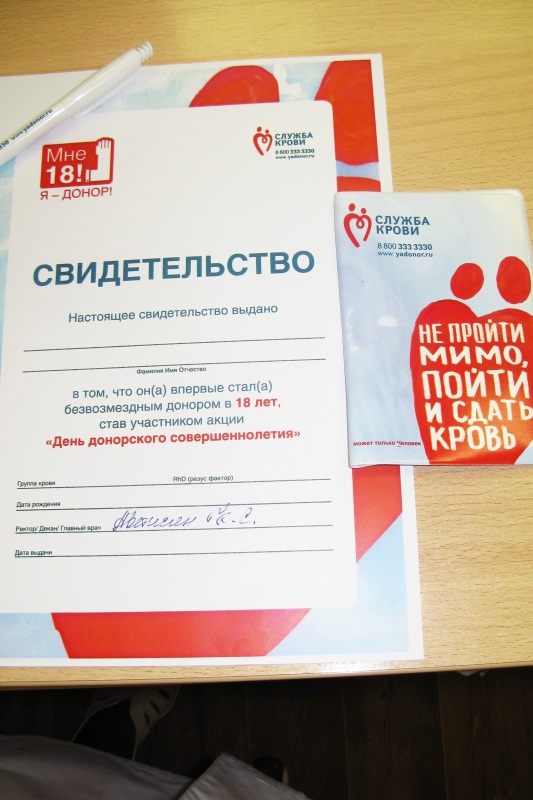 www.yadonor.ru
Мне
18!
Я – ДОНОР!
СЛУЖБА
КРОВИ
8 800 333 3330
www. yadonor.ru
СВИДЕТЕЛЬСТВО
Настоящее свидетельство выдано
Фамилия Имя Отчество
в том, что он(а) впервые стал(а)
безвозмездным донором в 18 лет,
став участником акции
«День донорского совершеннолетия»
Группа крови RhD (резус фактор)
Дата рождения
Ректор/ Декан/ Главный врач
Дата выдачи
СЛУЖБА
КРОВИ
8 800 333 3330
www. yadonor.ru
НЕ ПРОЙТИ
МИМО,
ПОЙТИ
И СДАТЬ
КРОВЬ
может только Человек